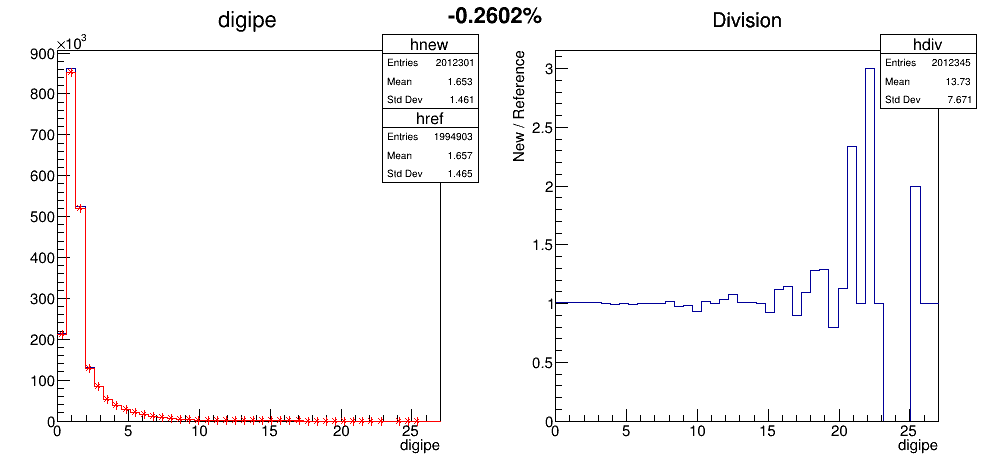 -0.2602%
digipe
×10³
900
800
700
600
500
400
300
200
100
0
0 5 10 15 20 25
digipe
hnew
Entries 2012301
Mean 1.653
Std Dev 1.461
href
Entries 1994903
Mean 1.657
Std Dev 1.465
Division
New / Reference
3
2.5
2
1.5
1
0.5
0
0 5 10 15 20 25
digipe
hdiv
Entries 2012345
Mean 13.73
Std Dev 7.671